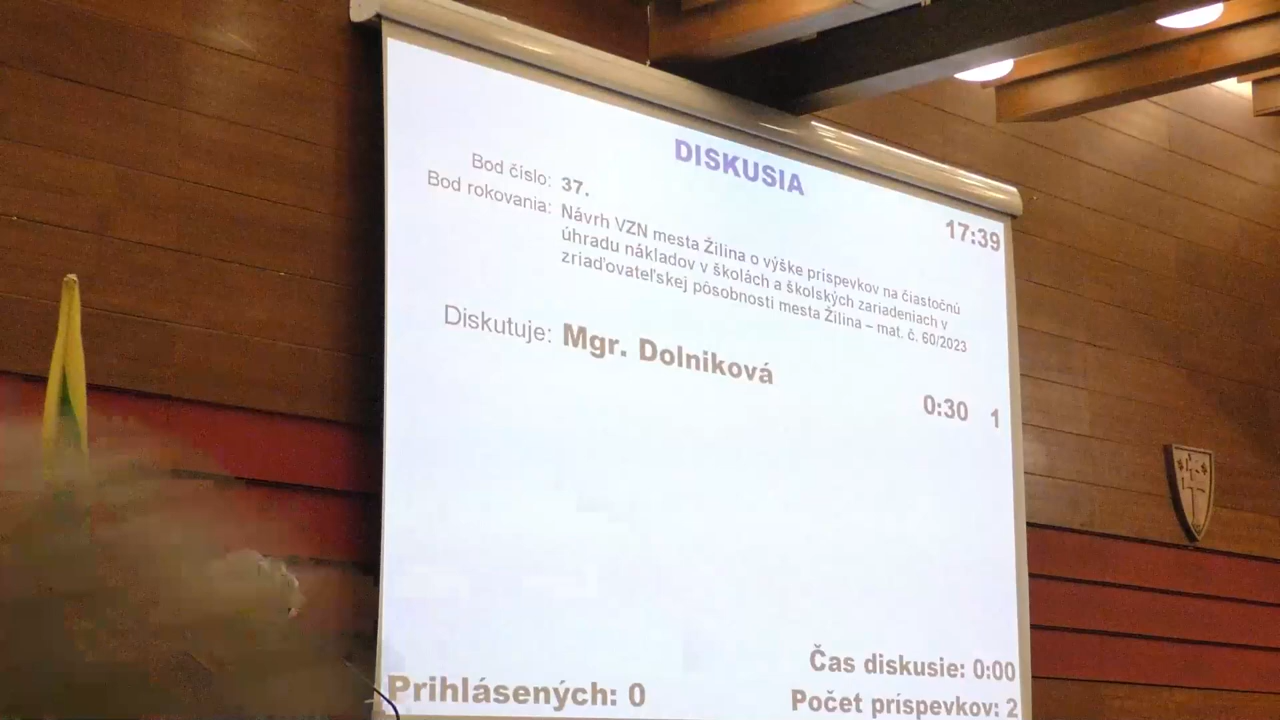 DISKUSIA
17:39
Bod číslo: 37.
Bod rokovania: Návrh VZN mesta Žilina o výške príspevkov na čiastočnú
úhradu nákladov v školách a školských zariadeniach v
zriaďovateľskej pôsobnosti mesta Žilina – mat. č. 60/2023
Diskutuje: Mgr. Dolniková
0:30 1
Čas diskusie: 0:00
Prihlásených: 0
Počet príspevkov: 2